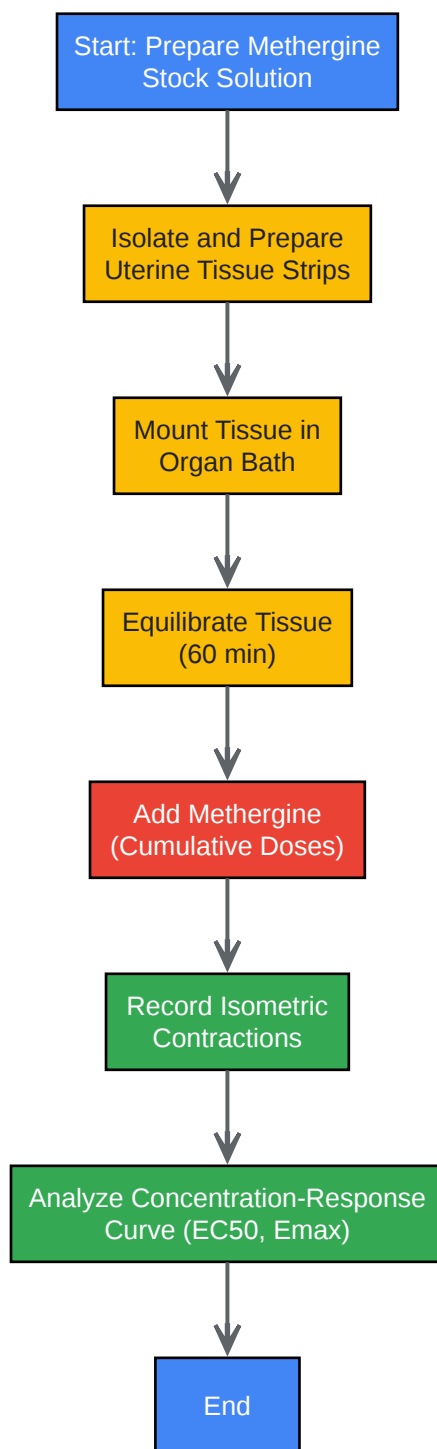 Start: Prepare Methergine
Stock Solution
Isolate and Prepare
Uterine Tissue Strips
Mount Tissue in
Organ Bath
Equilibrate Tissue
(60 min)
Add Methergine
(Cumulative Doses)
Record Isometric
Contractions
Analyze Concentration-Response
Curve (EC50, Emax)
End